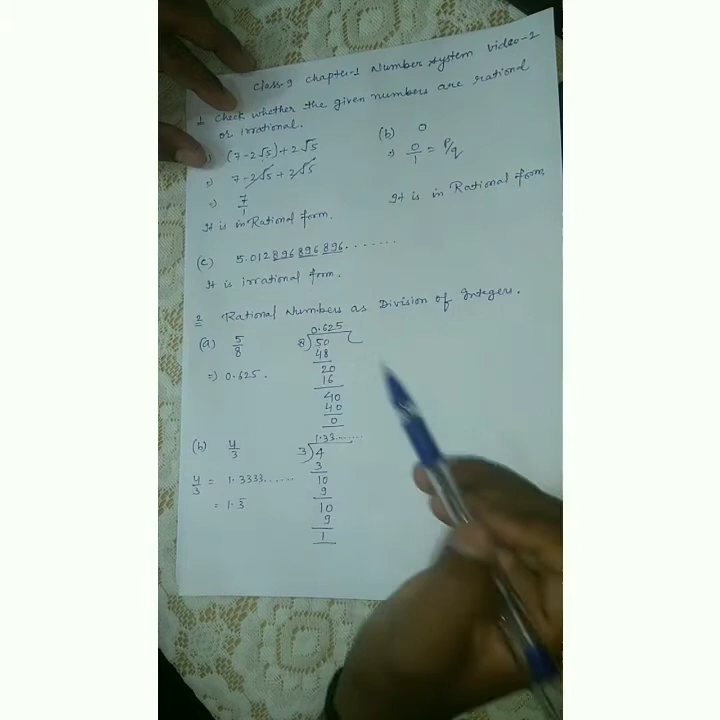 Class-9 Chapter-1 Number System Video-2
1 Check whether the given numbers are rational
or irrational.
(7-2√5)+2√5
⇒ 7-2√5+2√5
⇒ 7/1
It is in Rational form.
(b) 0
⇒ 0/1 = P/q
It is in Rational form,
(c) 5.012896896896.......
It is irrational form.
2 Rational Numbers as Division of Integers.
(a) 5/8
⇒ 0.625.
0.625
8)50
48
20
16
40
40
0
(b) 4/3
4/3 = 1.3333......
= 1.3̅
1.33......
3)4
3
10
9
10
9
1